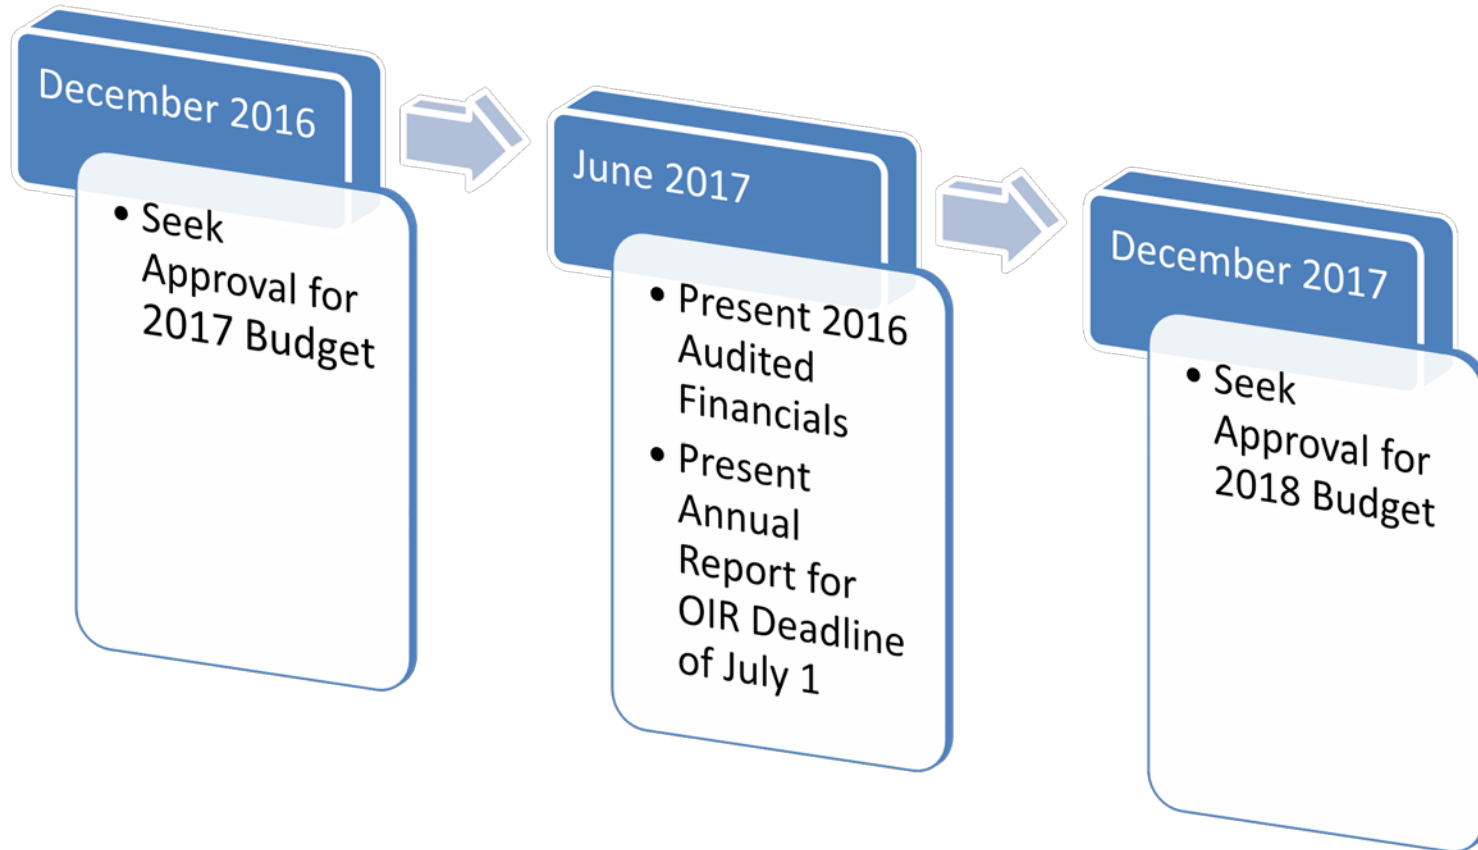 December 2016
• Seek
Approval for
2017 Budget
June 2017
• Present 2016
Audited
Financials
• Present
Annual
Report for
OIR Deadline
of July 1
December 2017
• Seek
Approval for
2018 Budget